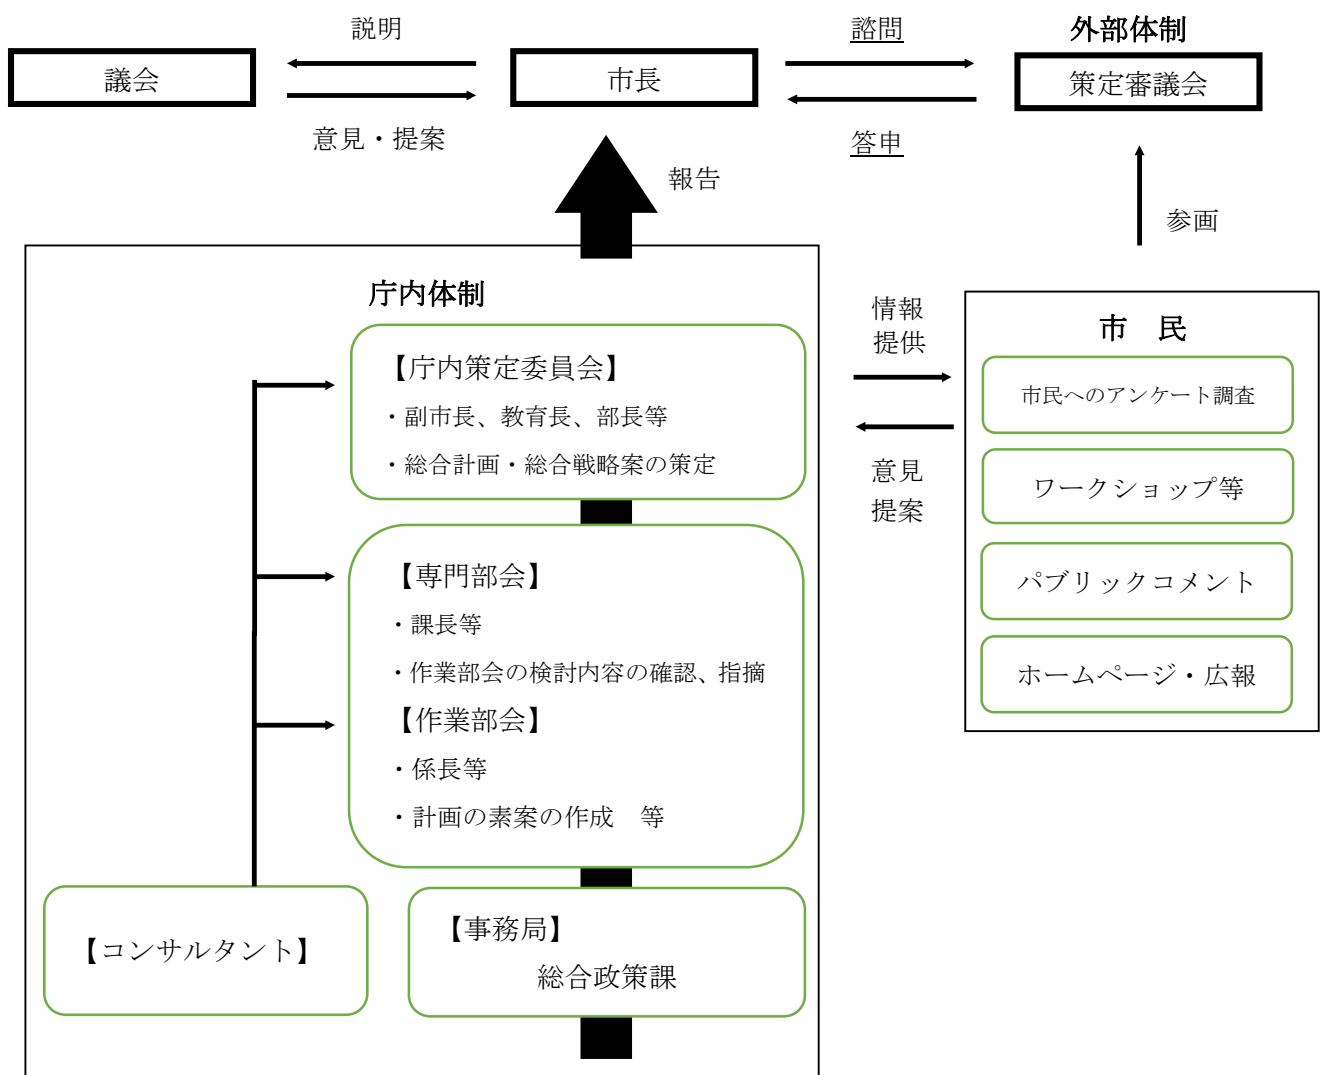 説明
諮問
外部体制
議会
市長
策定審議会
意見・提案
答申
報告
参画
庁内体制
【庁内策定委員会】
・副市長、教育長、部長等
・総合計画・総合戦略案の策定
【専門部会】
・課長等
・作業部会の検討内容の確認、指摘
【作業部会】
・係長等
・計画の素案の作成　等
【コンサルタント】
【事務局】
総合政策課
情報
提供
意見
提案
市　民
市民へのアンケート調査
ワークショップ等
パブリックコメント
ホームページ・広報